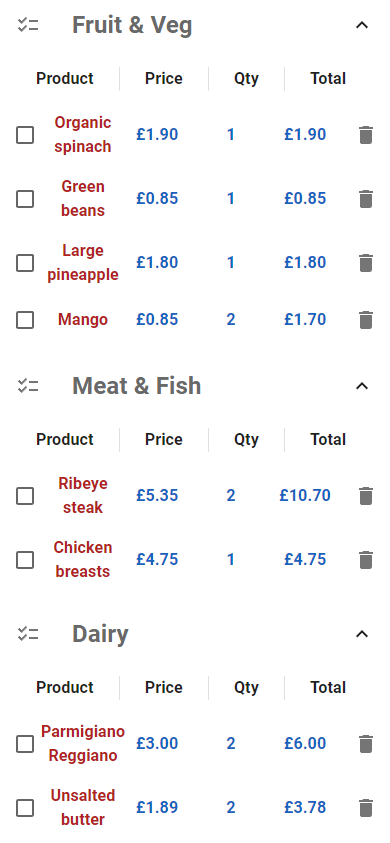 Fruit & Veg
Product Price Qty Total
Organic spinach £1.90 1 £1.90
Green beans £0.85 1 £0.85
Large pineapple £1.80 1 £1.80
Mango £0.85 2 £1.70
Meat & Fish
Product Price Qty Total
Ribeye steak £5.35 2 £10.70
Chicken breasts £4.75 1 £4.75
Dairy
Product Price Qty Total
Parmigiano Reggiano £3.00 2 £6.00
Unsalted butter £1.89 2 £3.78